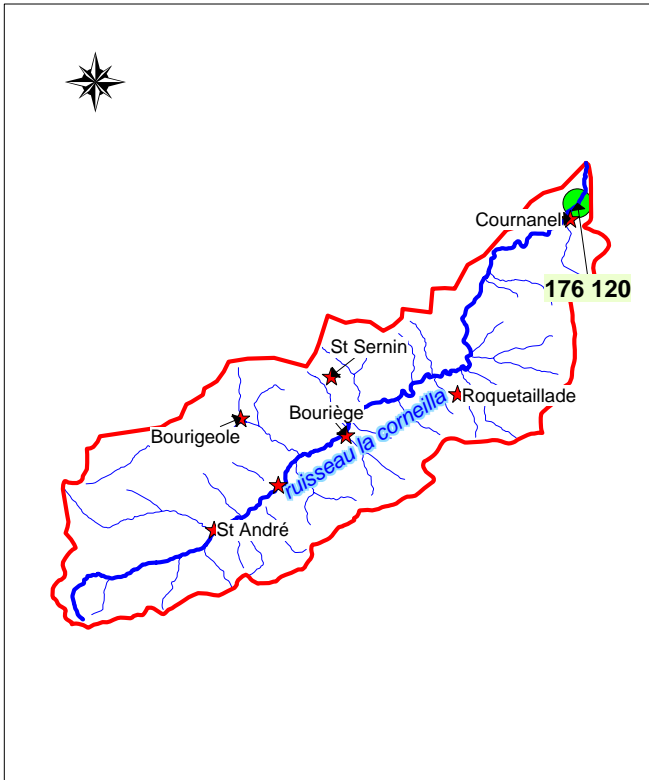 Cournanel
176 120
St Sernin
Roquetaillade
Bouriège
Bourigeole
ruisseau la corneilla
St André